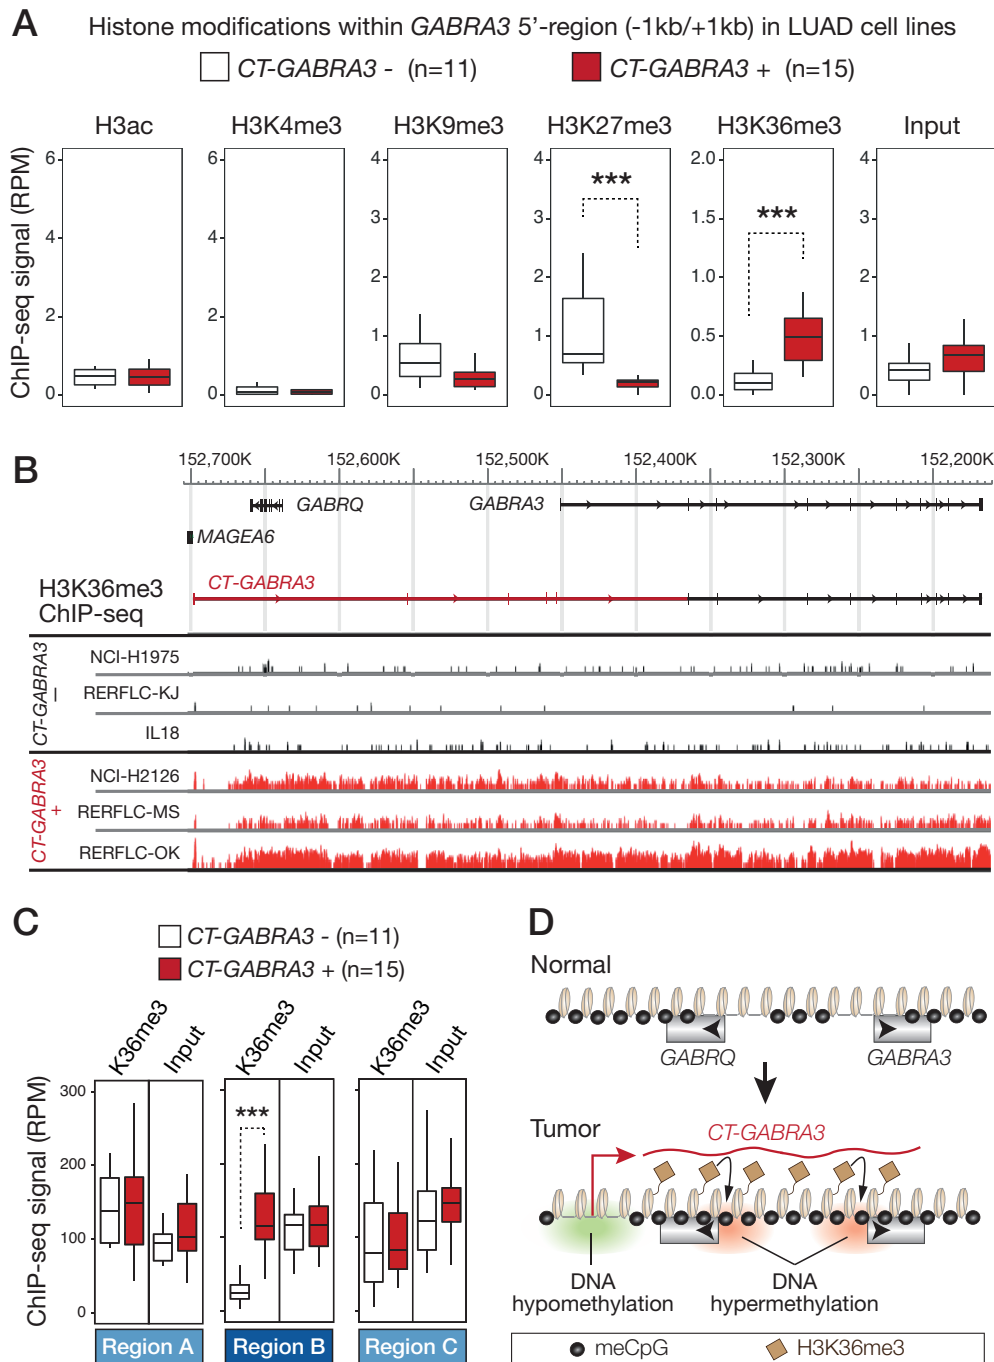 A
Histone modifications within GABRA3 5'-region (-1kb/+1kb) in LUAD cell lines
CT-GABRA3 - (n=11)
CT-GABRA3 + (n=15)
H3ac
H3K4me3
H3K9me3
H3K27me3
H3K36me3
Input
ChIP-seq signal (RPM)
6
4
2
0
6
4
2
0
4
3
2
1
0
4
3
2
1
0
***
2.0
1.5
1.0
0.5
0.0
***
4
3
2
1
0
B
152,700K
152,600K
152,500K
152,400K
152,300K
152,200K
GABRQ
GABRA3
MAGEA6
CT-GABRA3
H3K36me3
ChIP-seq
CT-GABRA3
–
NCI-H1975
RERFLC-KJ
IL18
CT-GABRA3
+
NCI-H2126
RERFLC-MS
RERFLC-OK
C
CT-GABRA3 - (n=11)
CT-GABRA3 + (n=15)
K36me3
Input
K36me3
Input
K36me3
Input
ChIP-seq signal (RPM)
300
200
100
0
***
Region A
Region B
Region C
D
Normal
GABRQ
GABRA3
Tumor
CT-GABRA3
DNA
hypomethylation
DNA
hypermethylation
meCpG
H3K36me3